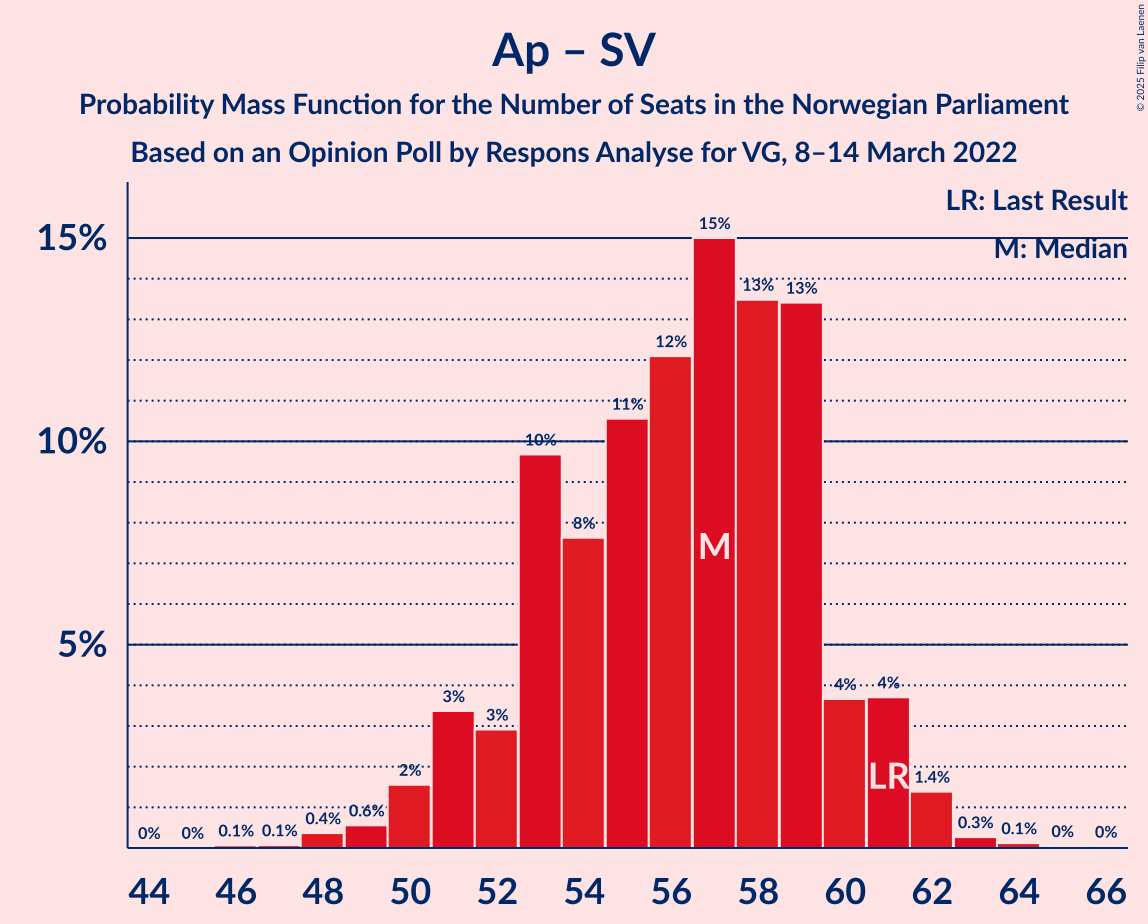 Ap – SV
Probability Mass Function for the Number of Seats in the Norwegian Parliament
Based on an Opinion Poll by Respons Analyse for VG, 8–14 March 2022
© 2025 Filip van Laenen
LR: Last Result
M: Median
15%
10%
5%
0% 0% 0.1% 0.1% 0.4% 0.6% 2% 3% 3% 10% 8% 11% 12% 15% 13% 13% 4% 4% 1.4% 0.3% 0.1% 0% 0%
M
LR
44 46 48 50 52 54 56 58 60 62 64 66